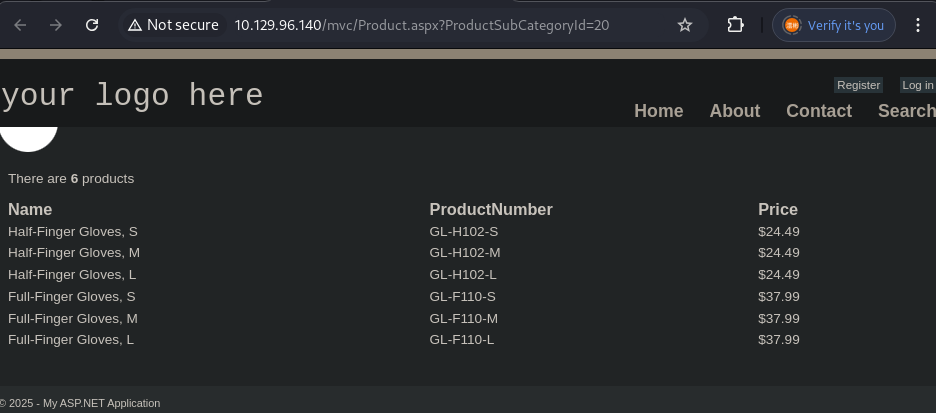 Not secure 10.129.96.140/mvc/Product.aspx?ProductSubCategoryId=20 Verify it's you
Register Log in
your logo here
Home About Contact Search
There are 6 products
Name ProductNumber Price
Half-Finger Gloves, S GL-H102-S $24.49
Half-Finger Gloves, M GL-H102-M $24.49
Half-Finger Gloves, L GL-H102-L $24.49
Full-Finger Gloves, S GL-F110-S $37.99
Full-Finger Gloves, M GL-F110-M $37.99
Full-Finger Gloves, L GL-F110-L $37.99
© 2025 - My ASP.NET Application